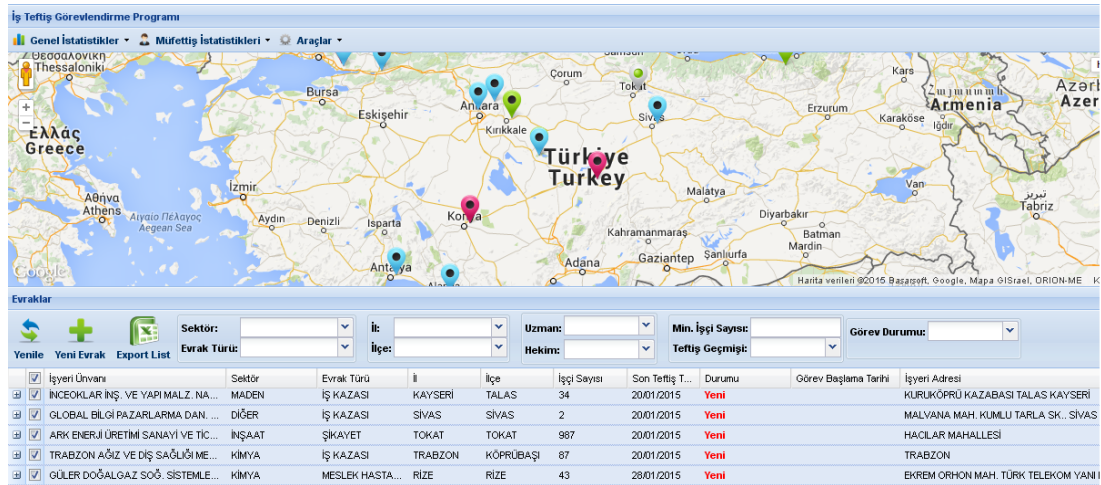 İş Teftiş Görevlendirme Programı
Genel İstatistikler Müfettiş İstatistikleri Araçlar
Thessaloniki
Bursa
Çorum
Tokat
Kars
Eskişehir
Ankara
Sivas
Erzurum
Armenia
Azer
Karaköse
Iğdır
Kırıkkale
Ελλάς
Greece
Türkiye
Turkey
İzmir
Malatya
Van
تبریز
Tabriz
Αθήνα
Athens
Αιγαίο Πέλαγος
Aegean Sea
Aydın
Denizli
Isparta
Konya
Diyarbakır
Batman
Kahramanmaraş
Mardin
Gaziantep
Şanlıurfa
Adana
Antalya
Google
Harita verileri ©2015 Basarsoft, Google, Mapa GISrael, ORION-ME
Evraklar
Yenile Yeni Evrak Export List
Sektör: İl: Uzman: Min. İşçi Sayısı: Görev Durumu:
Evrak Türü: İlçe: Hekim: Teftiş Geçmişi:
İşyeri Ünvanı Sektör Evrak Türü İl İlçe İşçi Sayısı Son Teftiş T... Durumu Görev Başlama Tarihi İşyeri Adresi
İNCEOKLAR İNŞ. VE YAPI MALZ. NA... MADEN İŞ KAZASI KAYSERİ TALAS 34 20/01/2015 Yeni KURUKÖPRÜ KAZABASI TALAS KAYSERİ
GLOBAL BİLGİ PAZARLARMA DAN. ... DİĞER İŞ KAZASI SİVAS SİVAS 2 20/01/2015 Yeni MALVANA MAH. KUMLU TARLA SK.. SİVAS
ARK ENERJİ ÜRETİMİ SANAYİ VE TİC... İNŞAAT ŞİKAYET TOKAT TOKAT 987 20/01/2015 Yeni HACILAR MAHALLESİ
TRABZON AĞIZ VE DİŞ SAĞLIĞI ME... KİMYA İŞ KAZASI TRABZON KÖPRÜBAŞI 87 20/01/2015 Yeni TRABZON
GÜLER DOĞALGAZ SOĞ. SİSTEMLE... KİMYA MESLEK HASTA... RİZE RİZE 43 28/01/2015 Yeni EKREM ORHON MAH. TÜRK TELEKOM YANI